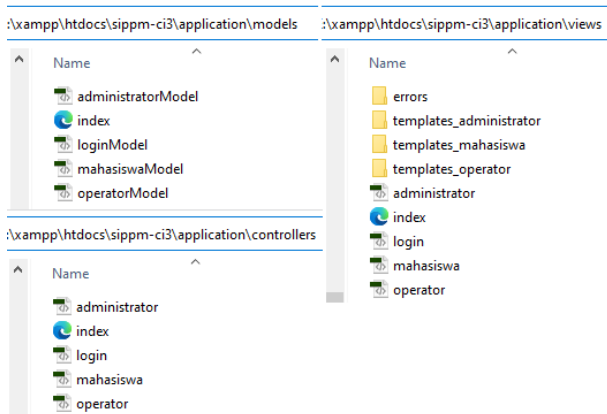 :\xampp\htdocs\sippm-ci3\application\models
Name
administratorModel
index
loginModel
mahasiswaModel
operatorModel
:\xampp\htdocs\sippm-ci3\application\controllers
Name
administrator
index
login
mahasiswa
operator
:\xampp\htdocs\sippm-ci3\application\views
Name
errors
templates_administrator
templates_mahasiswa
templates_operator
administrator
index
login
mahasiswa
operator